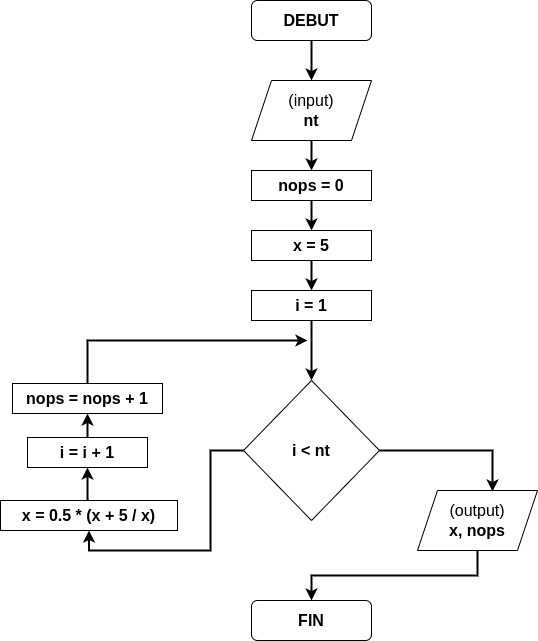 DEBUT
(input)
nt
nops = 0
x = 5
i = 1
i < nt
x = 0.5 * (x + 5 / x)
i = i + 1
nops = nops + 1
(output)
x, nops
FIN